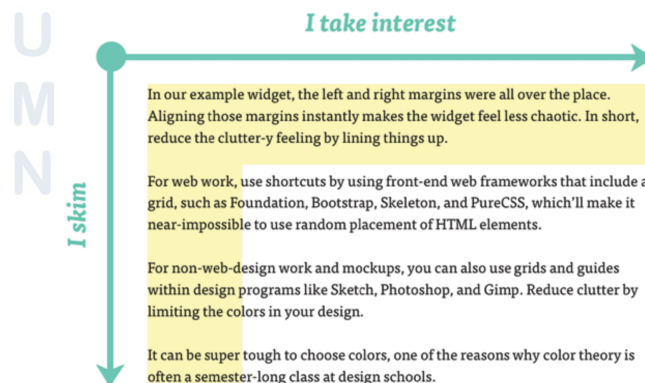 U
M
N
I take interest
I skim
In our example widget, the left and right margins were all over the place.
Aligning those margins instantly makes the widget feel less chaotic. In short,
reduce the clutter-y feeling by lining things up.
For web work, use shortcuts by using front-end web frameworks that include a
grid, such as Foundation, Bootstrap, Skeleton, and PureCSS, which'll make it
near-impossible to use random placement of HTML elements.
For non-web-design work and mockups, you can also use grids and guides
within design programs like Sketch, Photoshop, and Gimp. Reduce clutter by
limiting the colors in your design.
It can be super tough to choose colors, one of the reasons why color theory is
often a semester-long class at design schools.